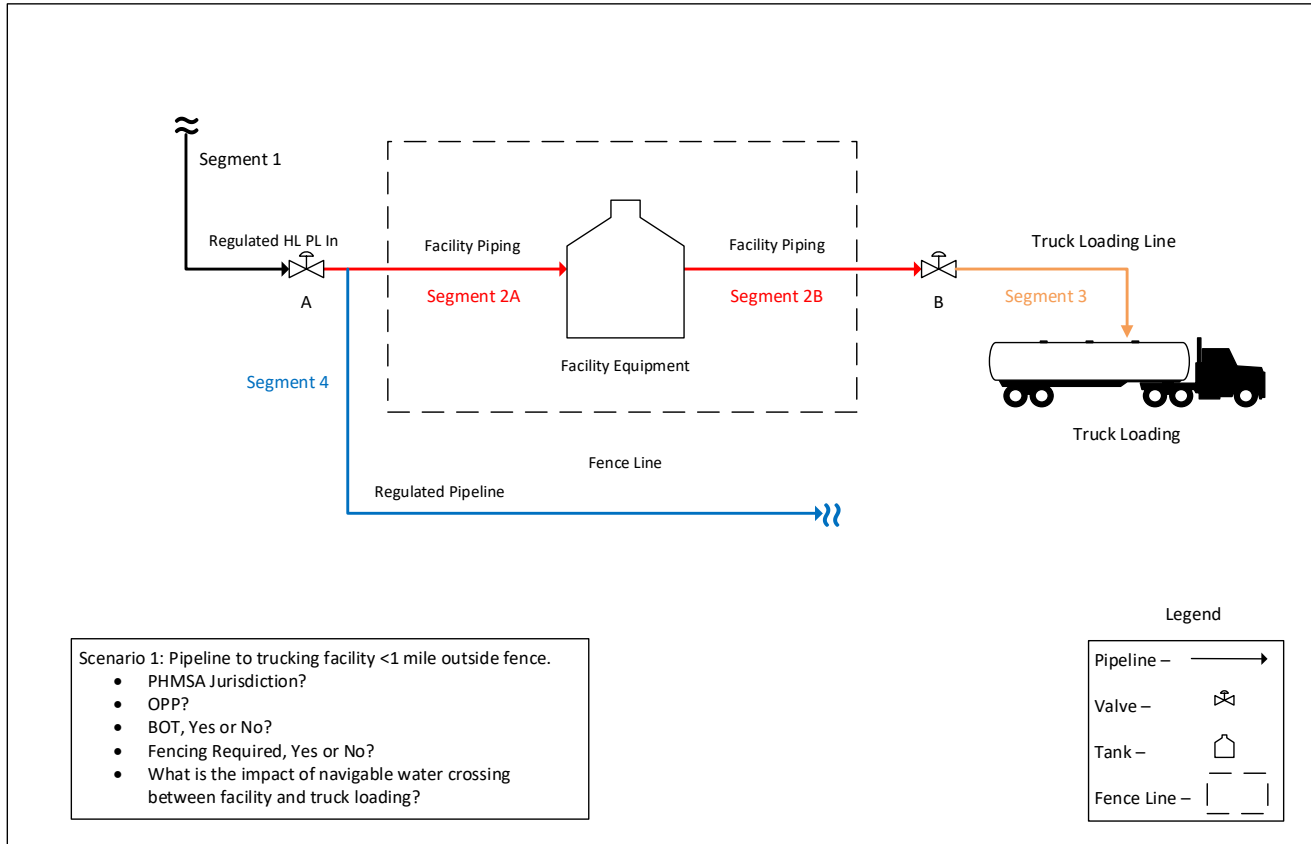 Segment 1
Regulated HL PL In
A
Facility Piping
Segment 2A
Facility Piping
Segment 2B
Facility Equipment
B
Truck Loading Line
Segment 3
Truck Loading
Segment 4
Fence Line
Regulated Pipeline
Scenario 1: Pipeline to trucking facility <1 mile outside fence.
• PHMSA Jurisdiction?
• OPP?
• BOT, Yes or No?
• Fencing Required, Yes or No?
• What is the impact of navigable water crossing
between facility and truck loading?
Legend
Pipeline –
Valve –
Tank –
Fence Line –